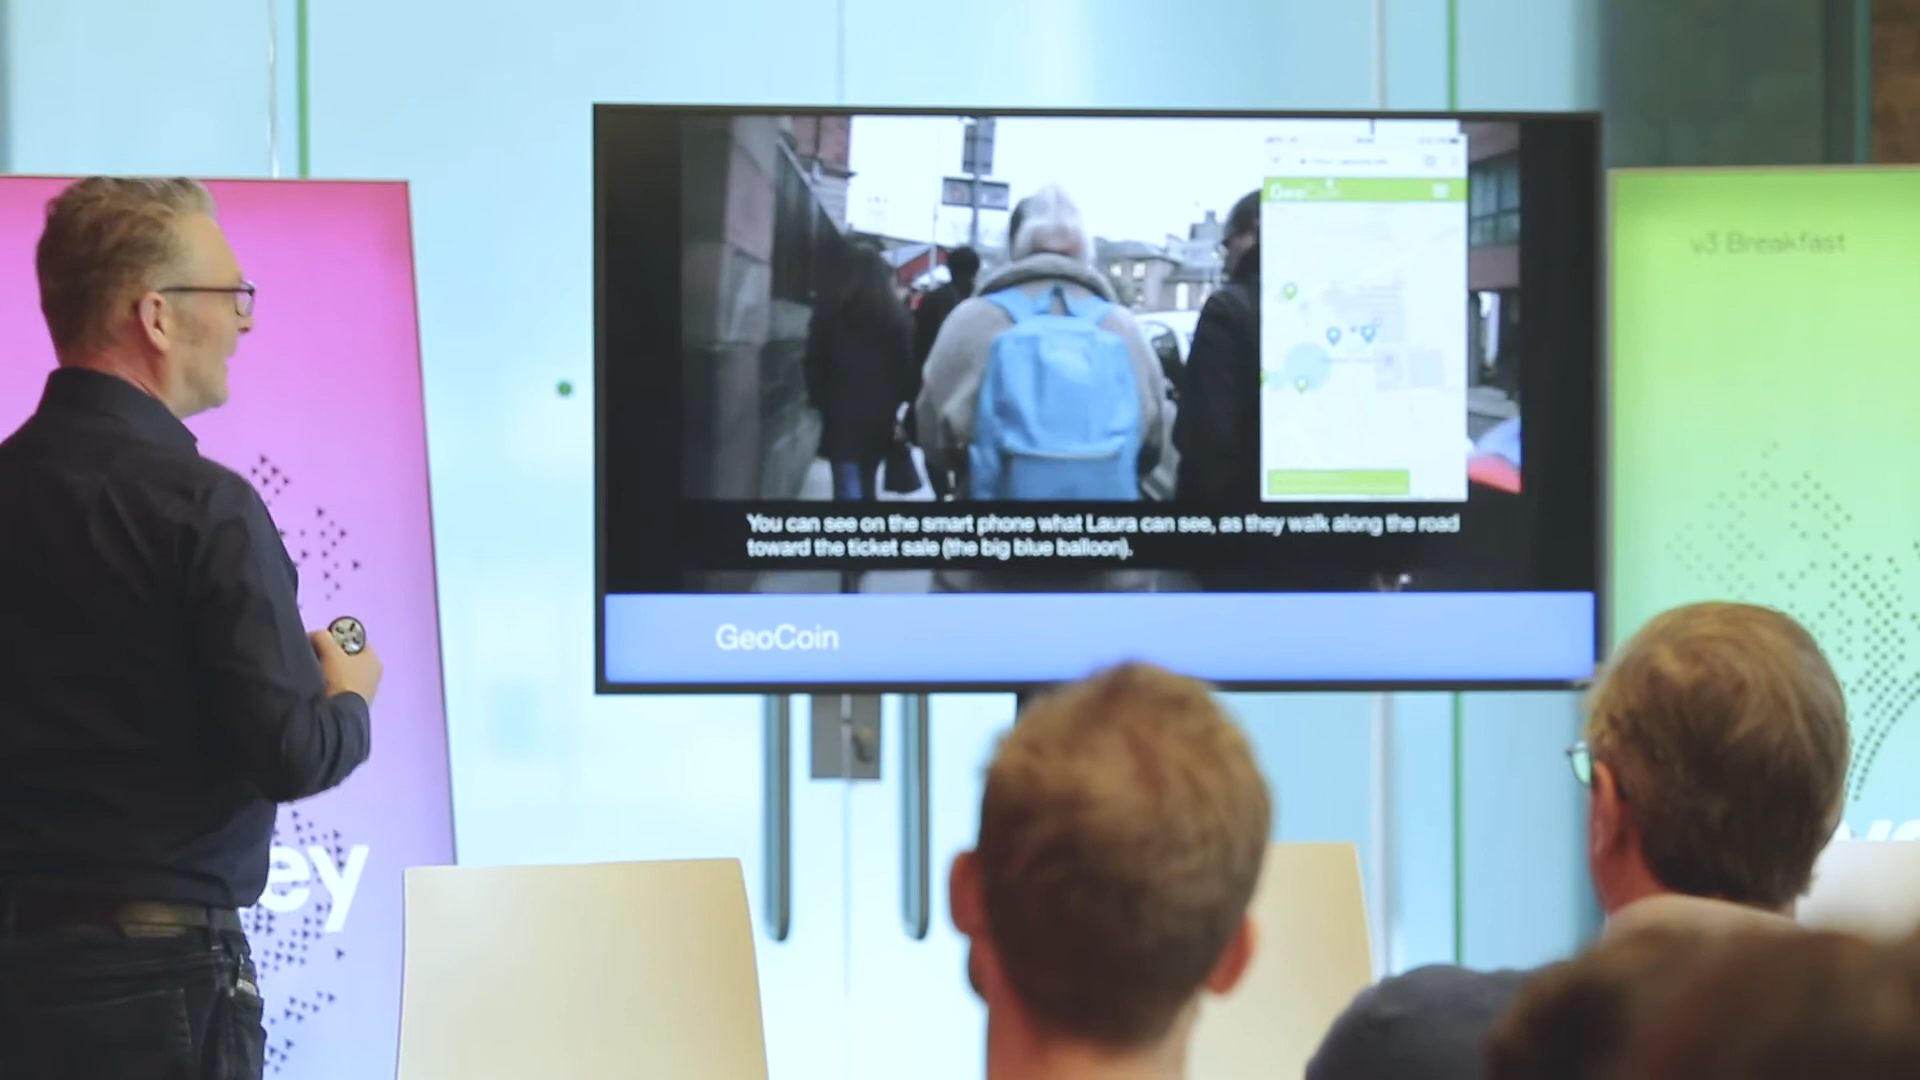 v3 Breakfast
You can see on the smart phone what Laura can see, as they walk along the road
toward the ticket sale (the big blue balloon).
GeoCoin
ey